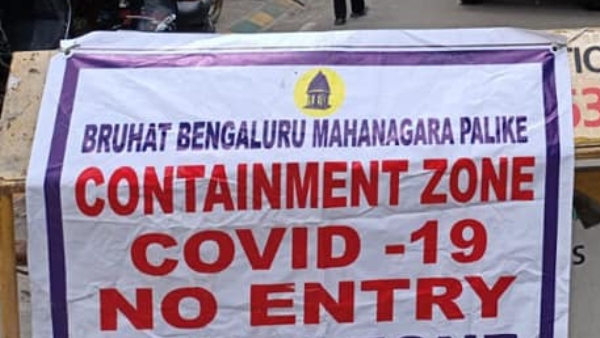 BRUHAT BENGALURU MAHANAGARA PALIKE
CONTAINMENT ZONE
COVID -19
NO ENTRY